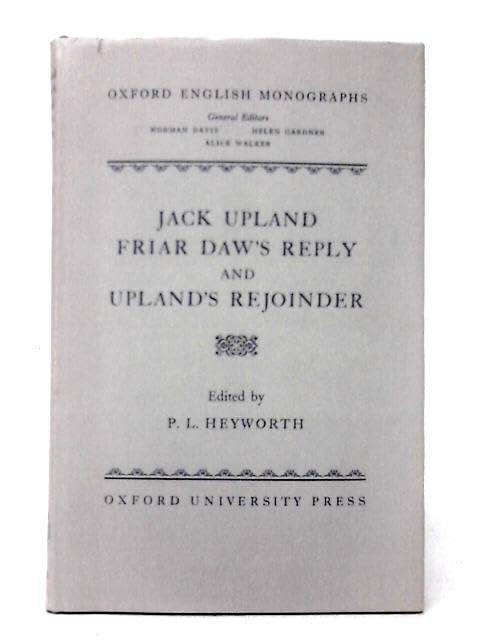 OXFORD ENGLISH MONOGRAPHS
General Editors
NORMAN DAVIS HELEN GARDNER
ALICE WALKER
JACK UPLAND
FRIAR DAW'S REPLY
AND
UPLAND'S REJOINDER
Edited by
P. L. HEYWORTH
OXFORD UNIVERSITY PRESS